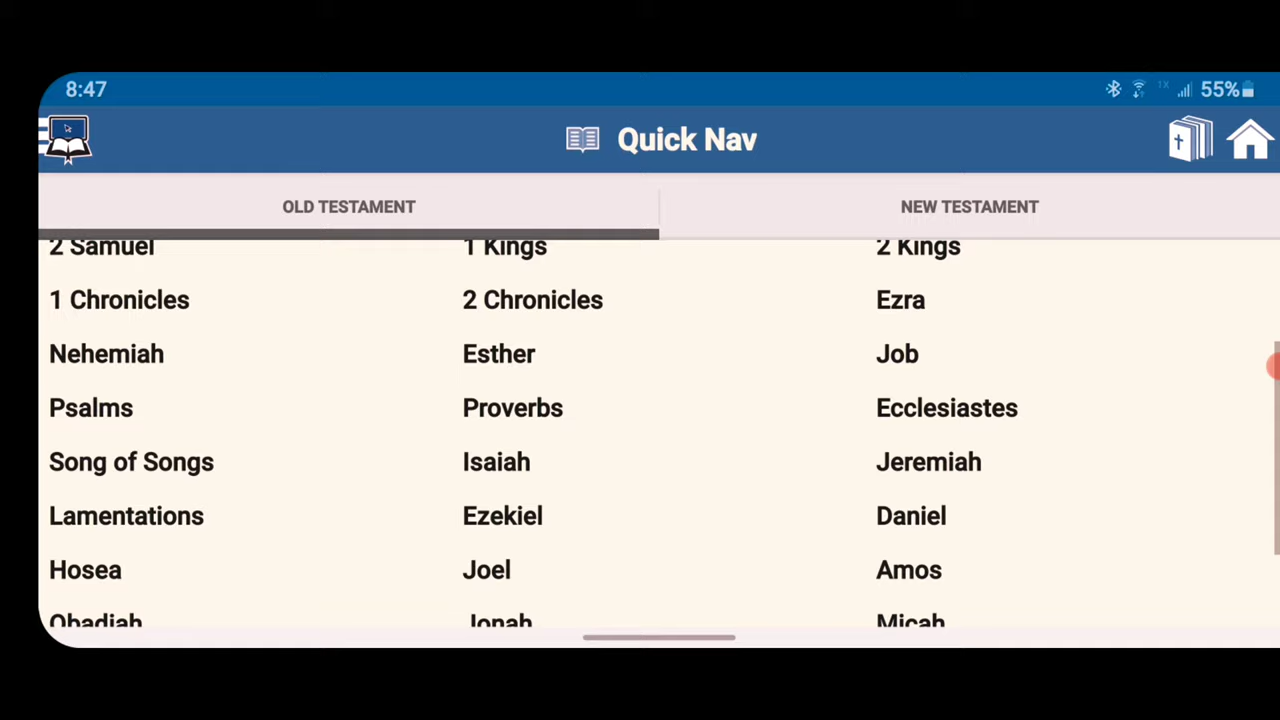 8:47
1X 55%
Quick Nav
OLD TESTAMENT NEW TESTAMENT
2 Samuel 1 Kings 2 Kings
1 Chronicles 2 Chronicles Ezra
Nehemiah Esther Job
Psalms Proverbs Ecclesiastes
Song of Songs Isaiah Jeremiah
Lamentations Ezekiel Daniel
Hosea Joel Amos
Obadiah Jonah Micah